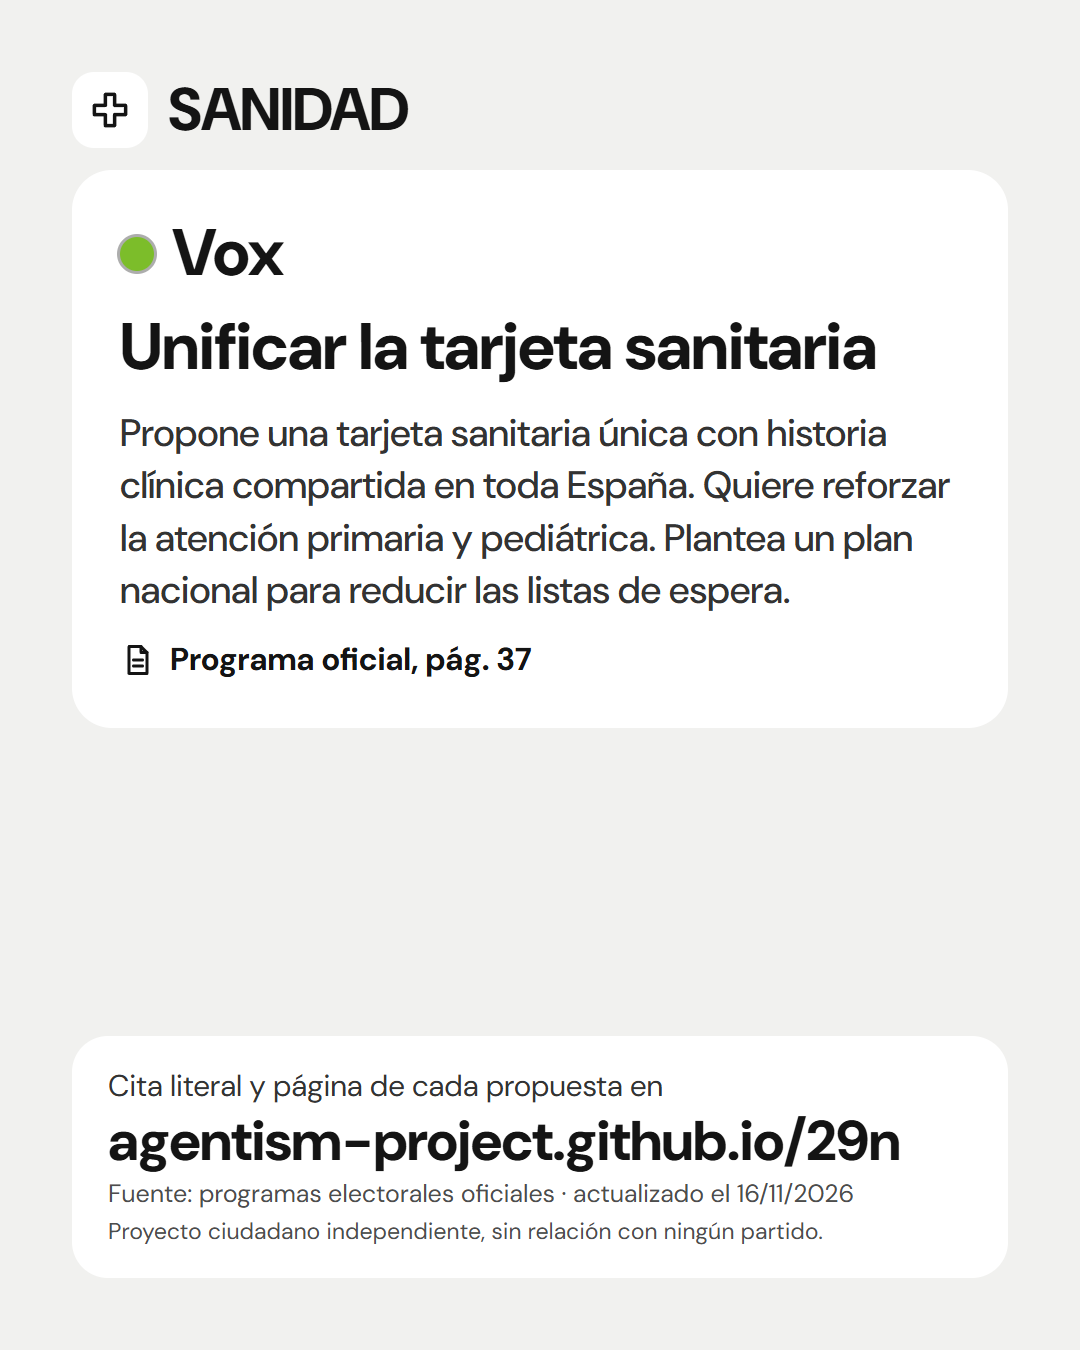 SANIDAD
Vox
Unificar la tarjeta sanitaria
Propone una tarjeta sanitaria única con historia
clínica compartida en toda España. Quiere reforzar
la atención primaria y pediátrica. Plantea un plan
nacional para reducir las listas de espera.
Programa oficial, pág. 37
Cita literal y página de cada propuesta en
agentism-project.github.io/29n
Fuente: programas electorales oficiales · actualizado el 16/11/2026
Proyecto ciudadano independiente, sin relación con ningún partido.